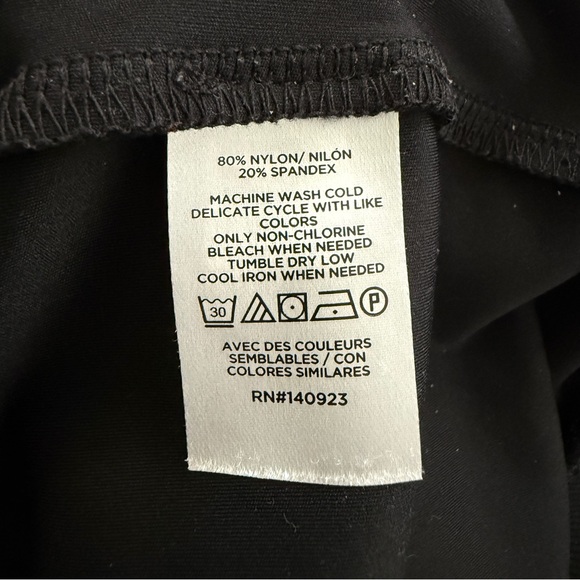 80% NYLON/ NILÓN
20% SPANDEX
MACHINE WASH COLD
DELICATE CYCLE WITH LIKE
COLORS
ONLY NON-CHLORINE
BLEACH WHEN NEEDED
TUMBLE DRY LOW
COOL IRON WHEN NEEDED
30 P
AVEC DES COULEURS
SEMBLABLES / CON
COLORES SIMILARES
RN#140923